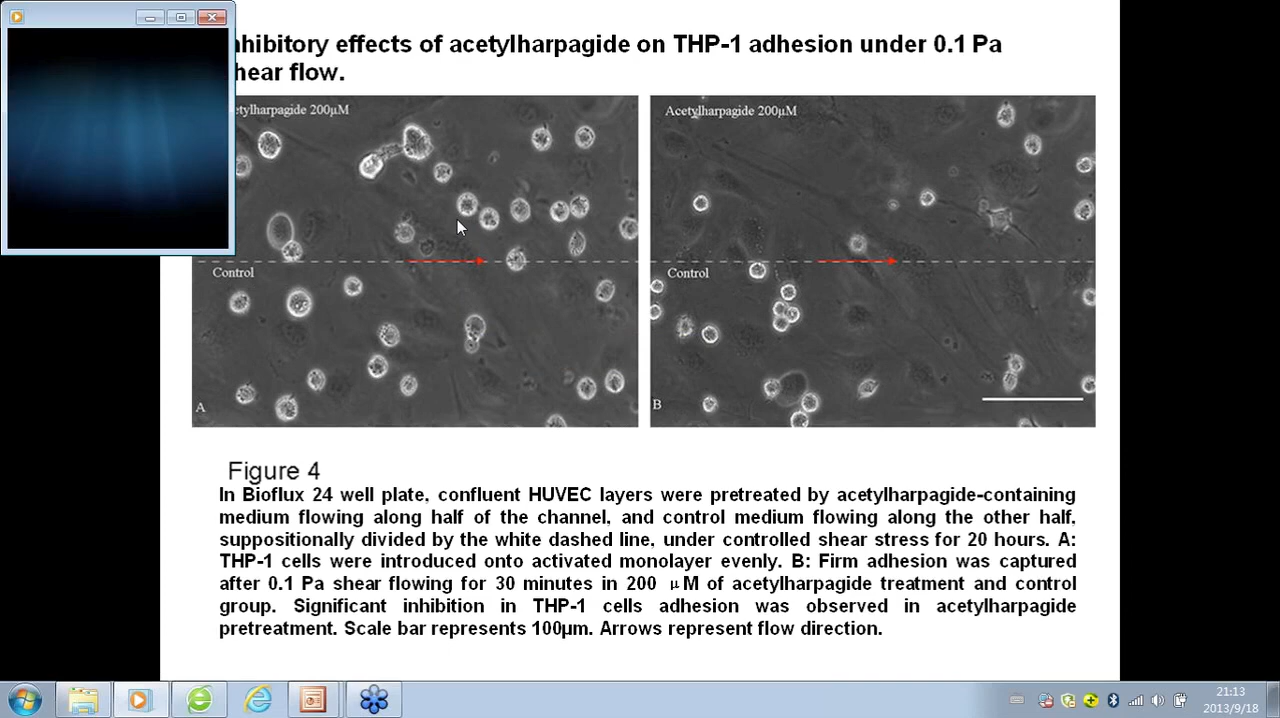 nhibitory effects of acetylharpagide on THP-1 adhesion under 0.1 Pa
hear flow.
etylharpagide 200µM
Acetylharpagide 200µM
Control
Control
A
B
Figure 4
In Bioflux 24 well plate, confluent HUVEC layers were pretreated by acetylharpagide-containing
medium flowing along half of the channel, and control medium flowing along the other half,
suppositionally divided by the white dashed line, under controlled shear stress for 20 hours. A:
THP-1 cells were introduced onto activated monolayer evenly. B: Firm adhesion was captured
after 0.1 Pa shear flowing for 30 minutes in 200 μM of acetylharpagide treatment and control
group. Significant inhibition in THP-1 cells adhesion was observed in acetylharpagide
pretreatment. Scale bar represents 100µm. Arrows represent flow direction.
21:13
2013/9/18